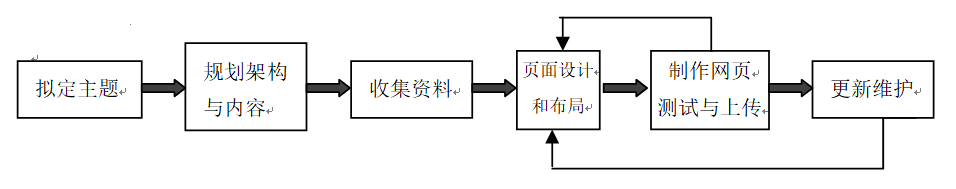 拟定主题
规划架构
与内容
收集资料
页面设计
和布局
制作网页
测试与上传
更新维护